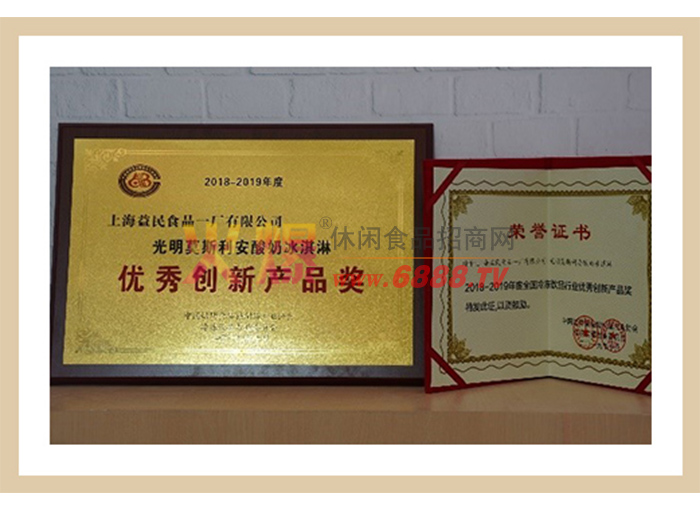 2018-2019年度
上海益民食品一厂有限公司
光明莫斯利安酸奶冰淇淋
优秀创新产品奖
荣誉证书
2018-2019年度全国冷冻饮品行业优秀创新产品奖
特发此证,以资鼓励。
火爆®休闲食品招商网
www.6888.TV